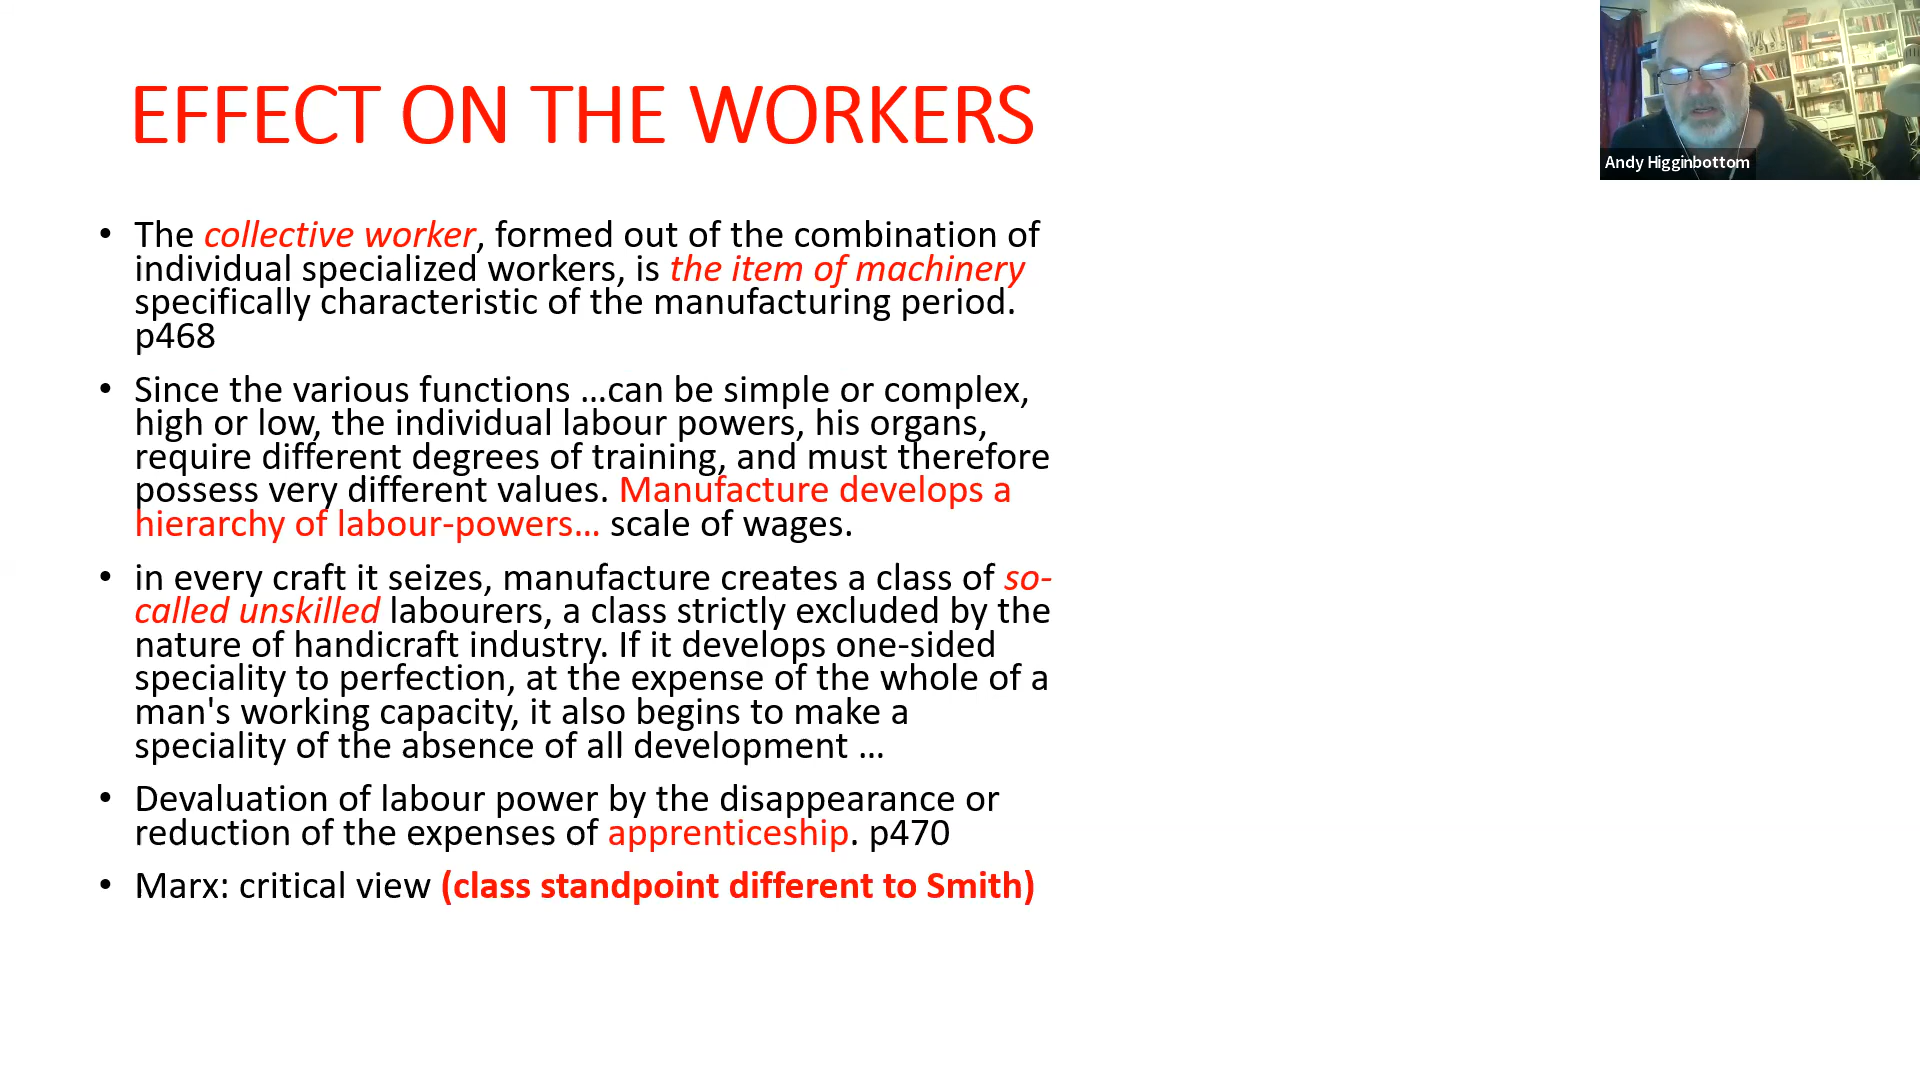 EFFECT ON THE WORKERS
Andy Higginbottom
• The collective worker, formed out of the combination of
individual specialized workers, is the item of machinery
specifically characteristic of the manufacturing period.
p468
• Since the various functions …can be simple or complex,
high or low, the individual labour powers, his organs,
require different degrees of training, and must therefore
possess very different values. Manufacture develops a
hierarchy of labour-powers… scale of wages.
• in every craft it seizes, manufacture creates a class of so-
called unskilled labourers, a class strictly excluded by the
nature of handicraft industry. If it develops one-sided
speciality to perfection, at the expense of the whole of a
man's working capacity, it also begins to make a
speciality of the absence of all development …
• Devaluation of labour power by the disappearance or
reduction of the expenses of apprenticeship. p470
• Marx: critical view (class standpoint different to Smith)